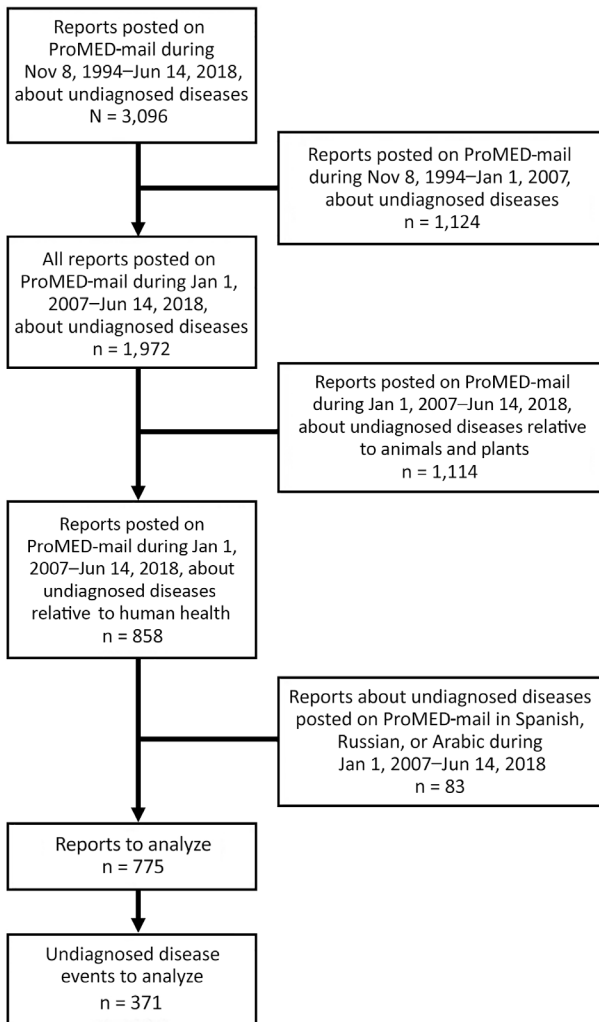 Reports posted on
ProMED-mail during
Nov 8, 1994–Jun 14, 2018,
about undiagnosed diseases
N = 3,096
Reports posted on ProMED-mail
during Nov 8, 1994–Jan 1, 2007,
about undiagnosed diseases
n = 1,124
All reports posted on
ProMED-mail during Jan 1,
2007–Jun 14, 2018,
about undiagnosed diseases
n = 1,972
Reports posted on ProMED-mail
during Jan 1, 2007–Jun 14, 2018,
about undiagnosed diseases relative
to animals and plants
n = 1,114
Reports posted on
ProMED-mail during Jan 1,
2007–Jun 14, 2018, about
undiagnosed diseases
relative to human health
n = 858
Reports about undiagnosed diseases
posted on ProMED-mail in Spanish,
Russian, or Arabic during
Jan 1, 2007–Jun 14, 2018
n = 83
Reports to analyze
n = 775
Undiagnosed disease
events to analyze
n = 371